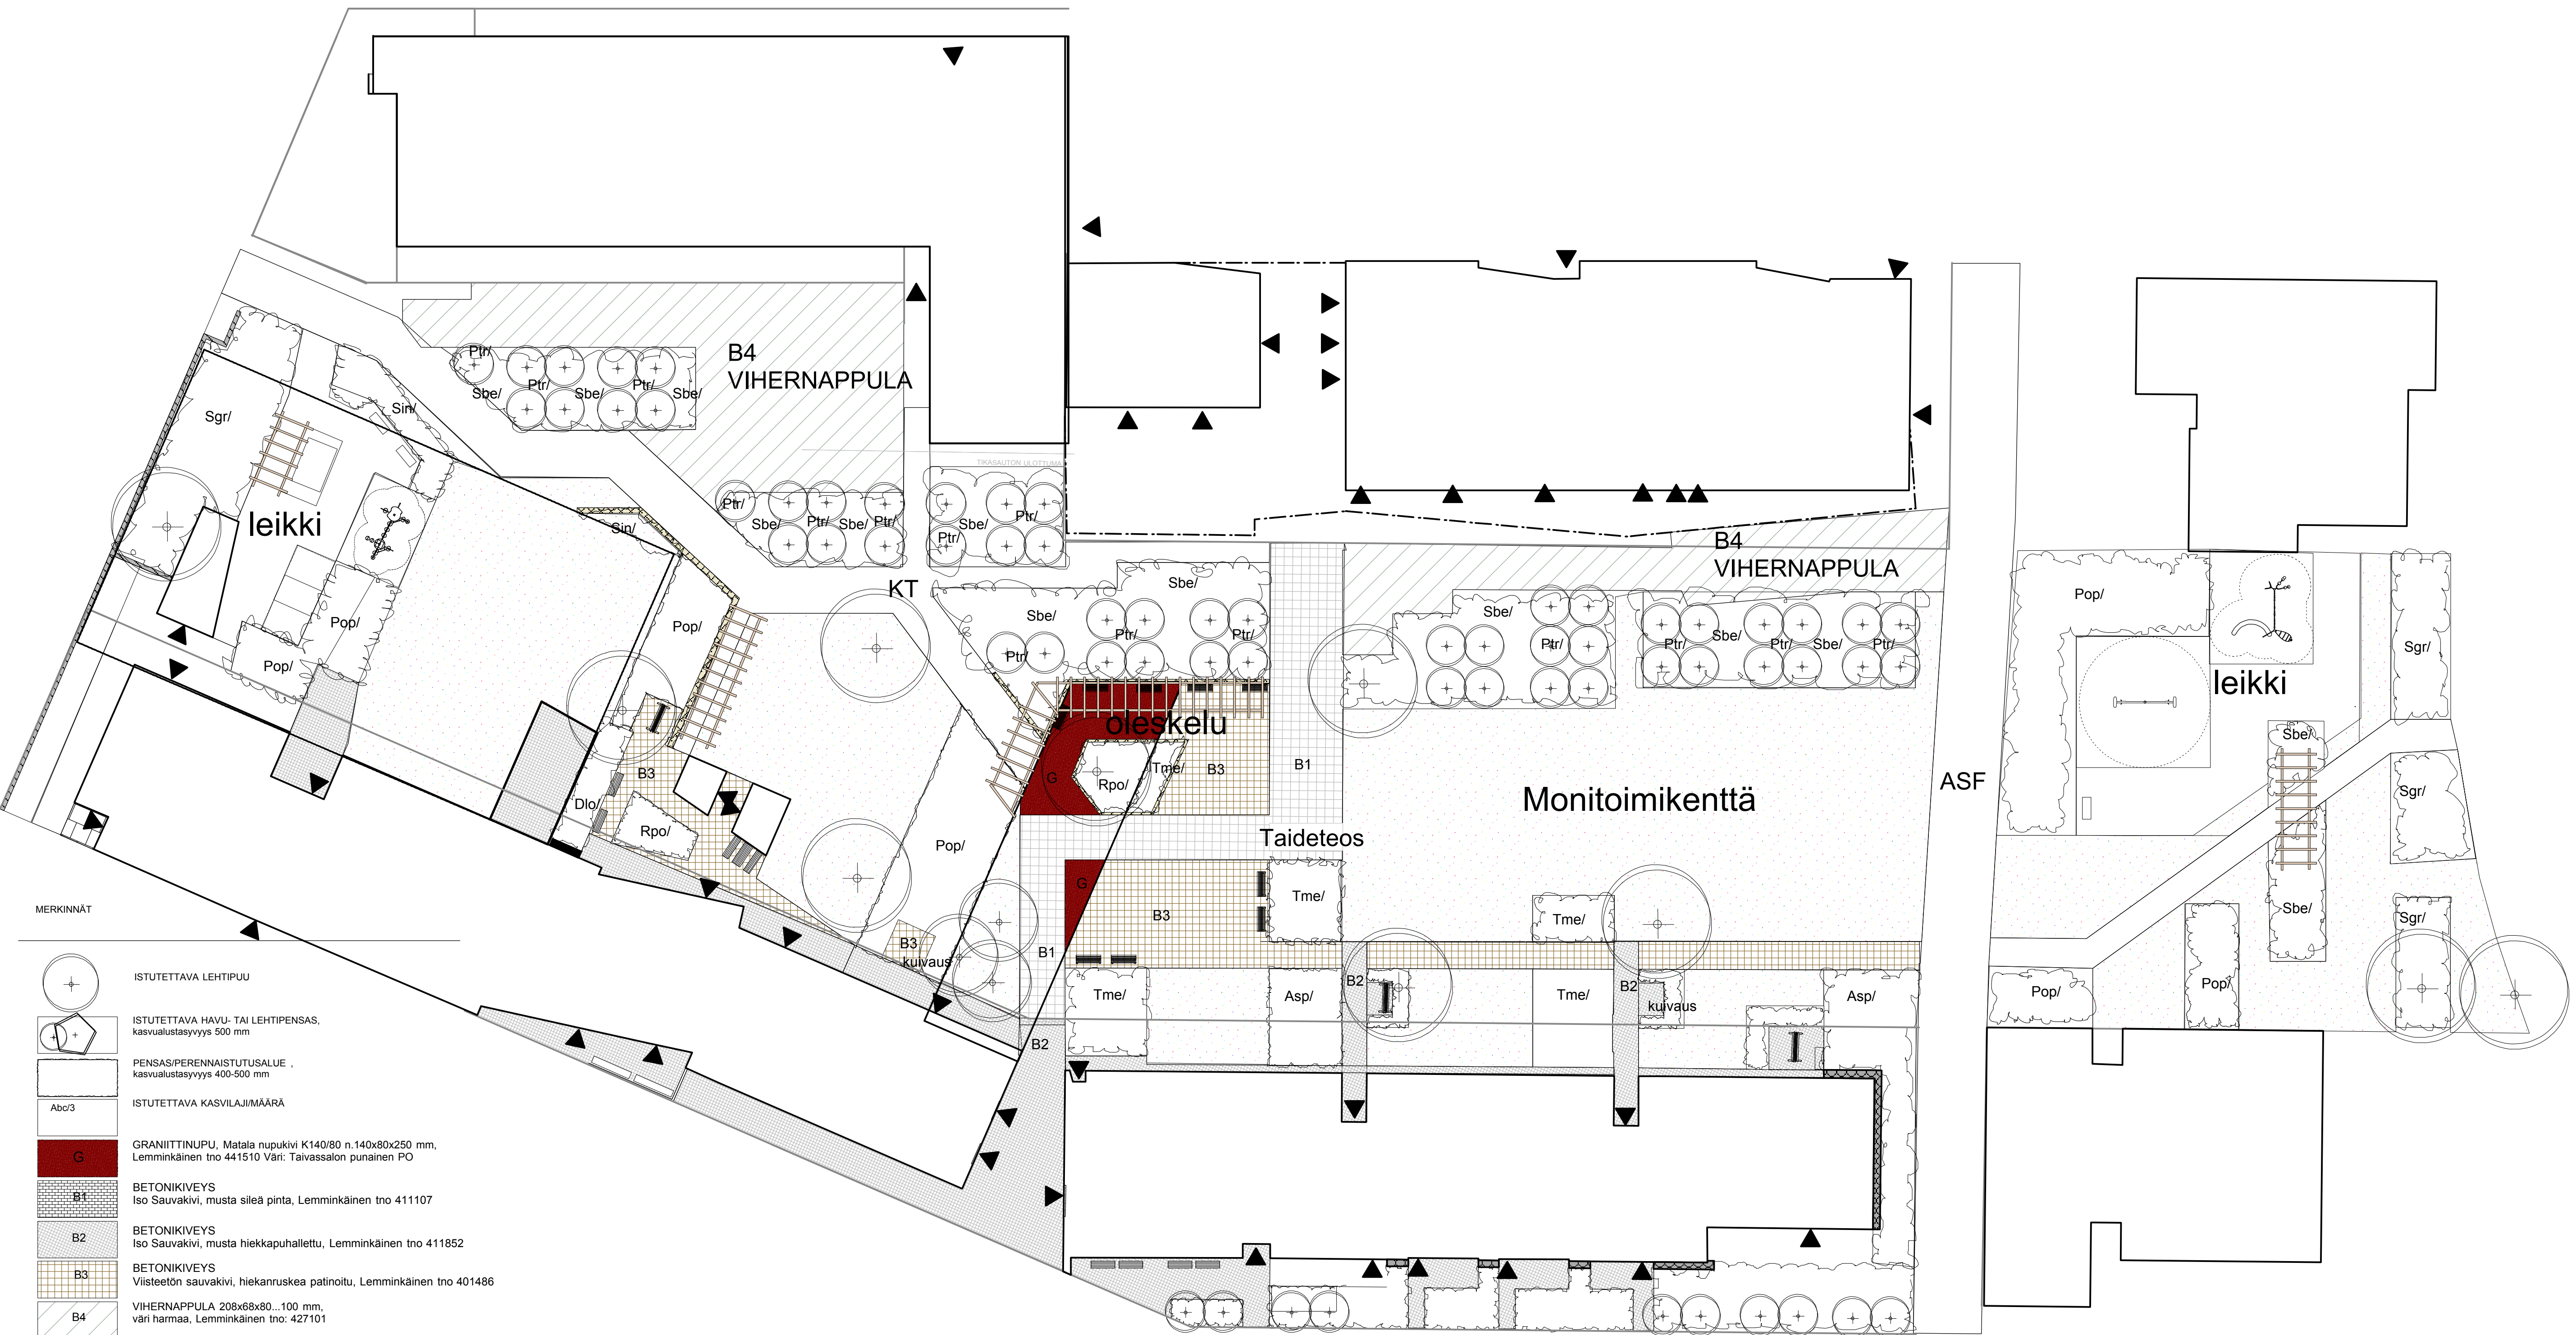 B4
VIHERNAPPULA
Ptr/
Sbe/
Ptr/
Sbe/
Ptr/
Sbe/
Sgr/
Sin/
TIKASAUTON ULOTTUMA
leikki
Ptr/
Sbe/
Ptr/
Sbe/
Ptr/
Sbe/
Ptr/
Ptr/
Sin/
B4
VIHERNAPPULA
KT
Sbe/
Sbe/
Sbe/
Pop/
Pop/
Pop/
Pop/
Ptr/
Ptr/
Ptr/
Ptr/
Ptr/
Sbe/
Ptr/
Sbe/
Ptr/
Sgr/
leikki
oleskelu
Sbe/
B3
G
Rpo/
Tme/
B3
B1
ASF
Sgr/
Dlo/
Rpo/
Monitoimikenttä
Pop/
Taideteos
G
Tme/
B3
Tme/
Sbe/
Sgr/
B3
kuivaus
B1
B2
B2
Tme/
Asp/
Tme/
kuivaus
Asp/
Pop/
Pop/
B2
MERKINNÄT
ISTUTETTAVA LEHTIPUU
ISTUTETTAVA HAVU- TAI LEHTIPENSAS,
kasvualustasyvyys 500 mm
PENSAS/PERENNAISTUTUSALUE ,
kasvualustasyvyys 400-500 mm
Abc/3
ISTUTETTAVA KASVILAJI/MÄÄRÄ
G
GRANIITTINUPU, Matala nupukivi K140/80 n.140x80x250 mm,
Lemminkäinen tno 441510 Väri: Taivassalon punainen PO
B1
BETONIKIVEYS
Iso Sauvakivi, musta sileä pinta, Lemminkäinen tno 411107
B2
BETONIKIVEYS
Iso Sauvakivi, musta hiekkapuhallettu, Lemminkäinen tno 411852
B3
BETONIKIVEYS
Viisteetön sauvakivi, hiekanruskea patinoitu, Lemminkäinen tno 401486
B4
VIHERNAPPULA 208x68x80...100 mm,
väri harmaa, Lemminkäinen tno: 427101